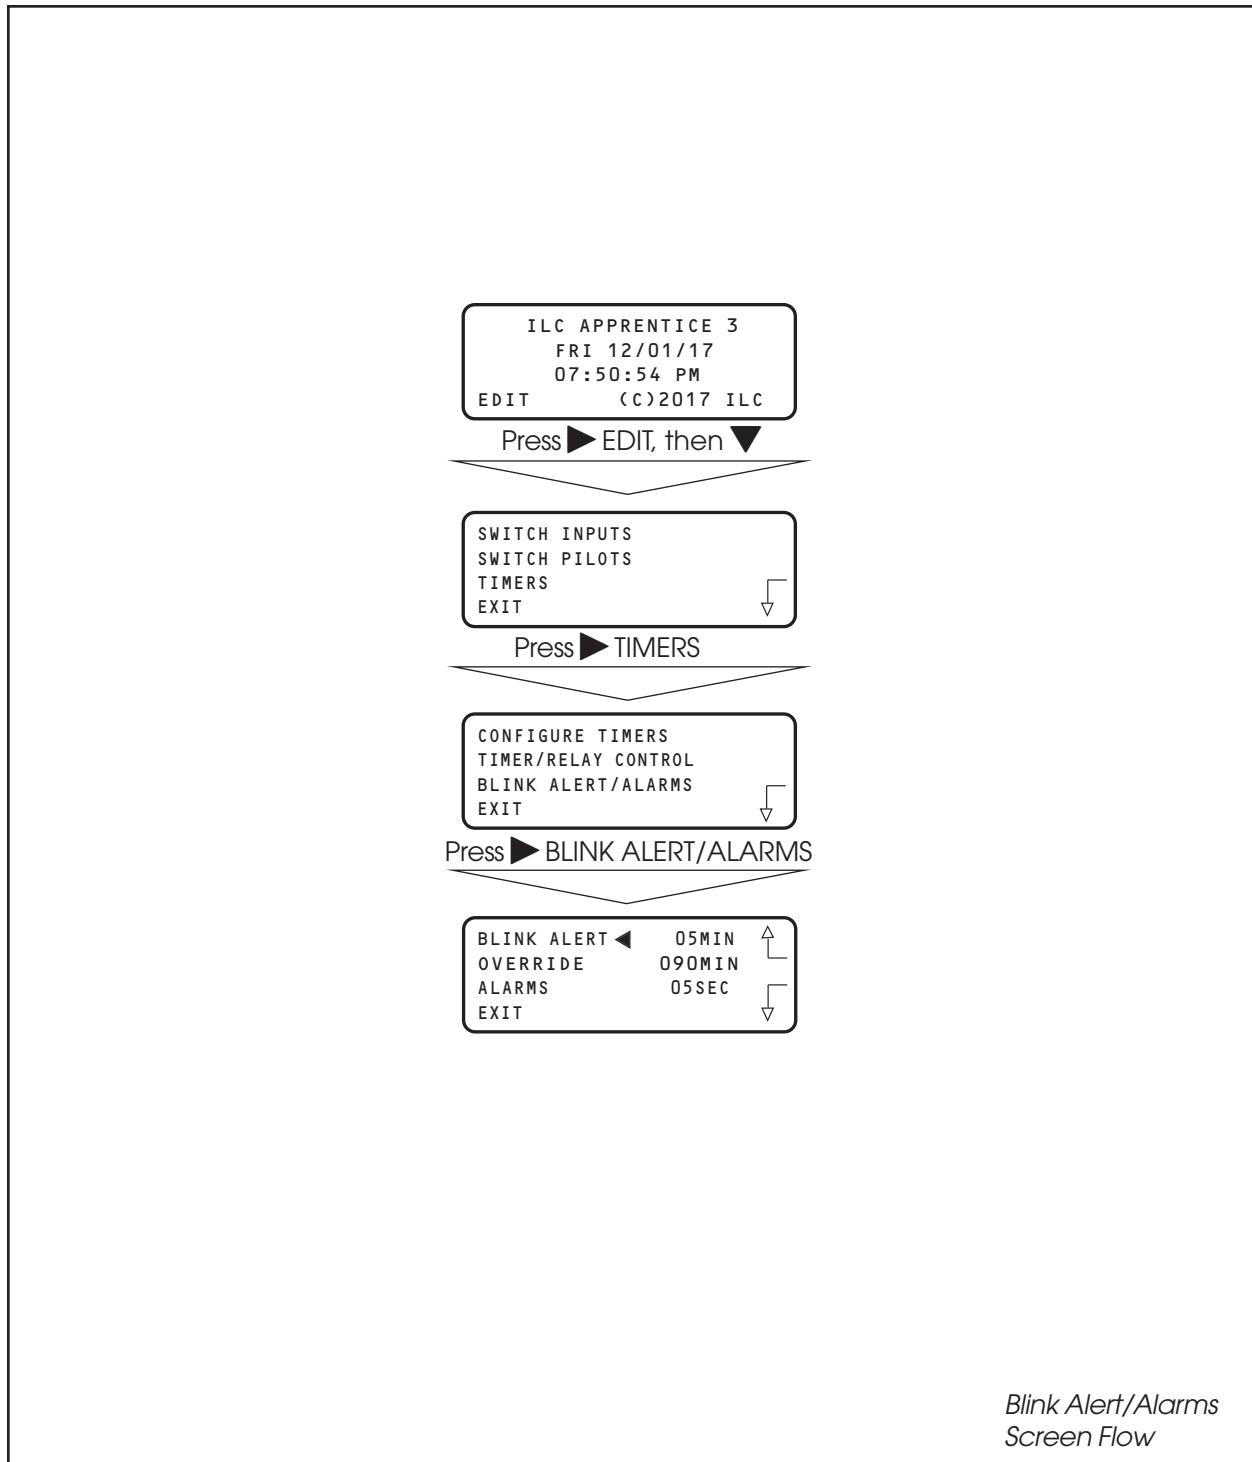 ILC APPRENTICE 3
FRI 12/01/17
07:50:54 PM
EDIT (C)2017 ILC
Press ▶ EDIT, then ▼
SWITCH INPUTS
SWITCH PILOTS
TIMERS
EXIT
Press ▶ TIMERS
CONFIGURE TIMERS
TIMER/RELAY CONTROL
BLINK ALERT/ALARMS
EXIT
Press ▶ BLINK ALERT/ALARMS
BLINK ALERT ◀ 05MIN
OVERRIDE 090MIN
ALARMS 05SEC
EXIT
Blink Alert/Alarms
Screen Flow